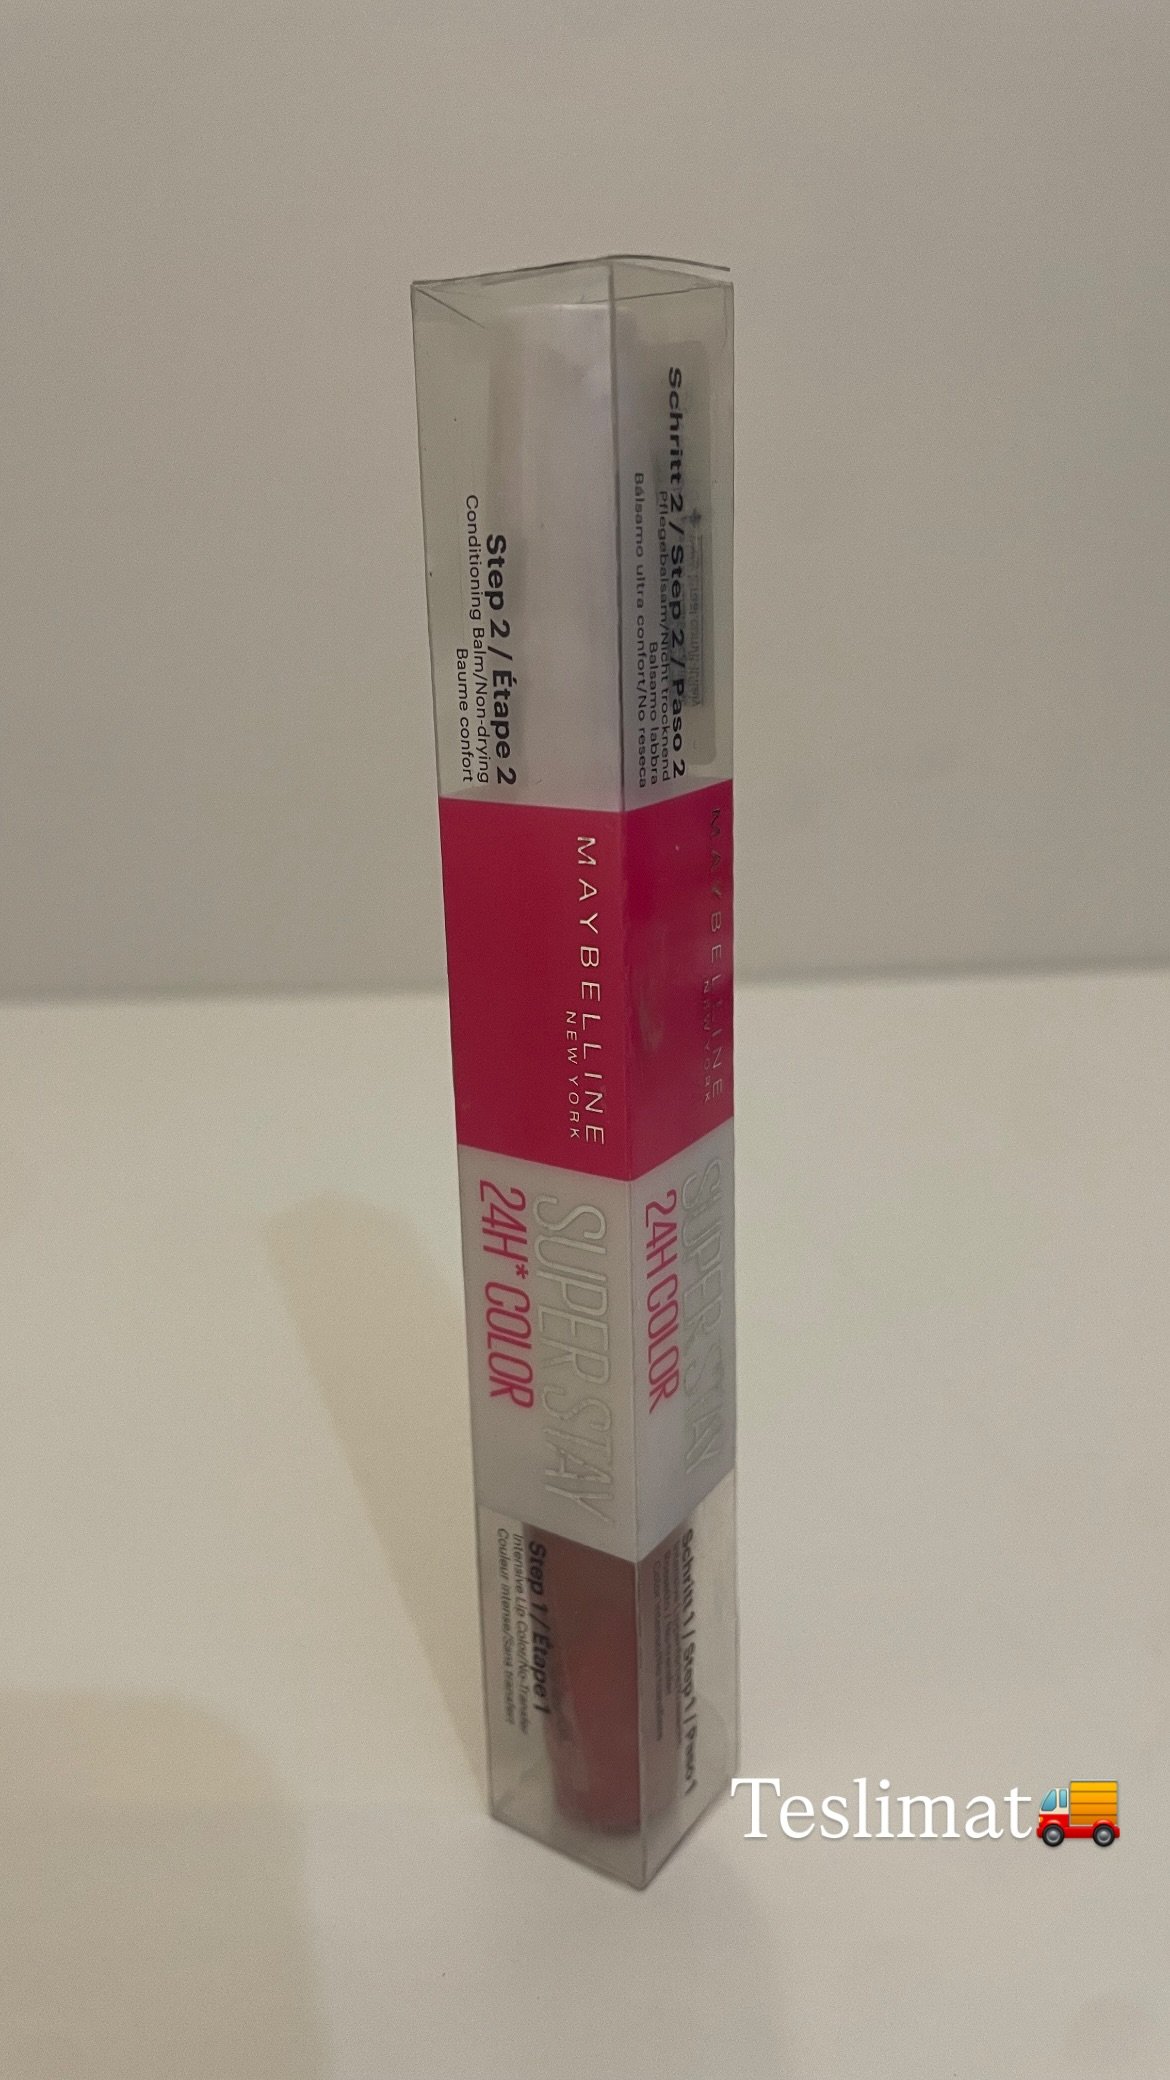 Step 2 / Étape 2
Conditioning Balm/Non-drying
Baume confort
Schritt 2 / Step 2 / Paso 2
Pflegebalsam/Nicht trocknend
Balsamo labbra
Bálsamo ultra confort/No reseca
MAYBELLINE
NEW YORK
MAYBELLINE
NEW YORK
SUPER STAY
24H* COLOR
SUPER STAY
24H COLOR
Step 1 / Étape 1
Intensive Lip Color/No-Transfer
Couleur intense/Sans transfert
Schritt 1 / Step 1 / Paso 1
Teslimat🚚